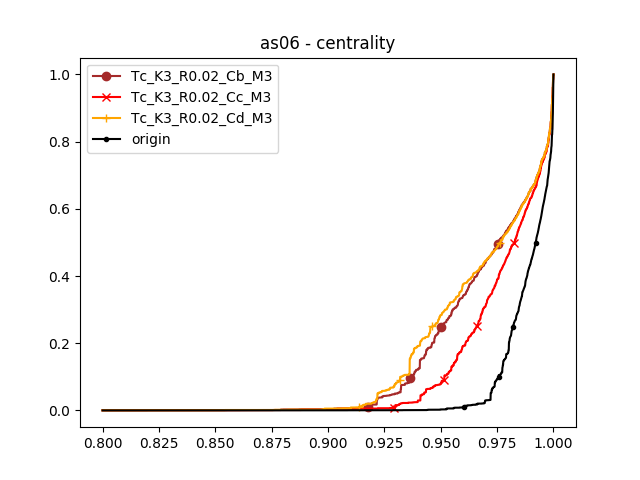 as06 - centrality
Tc_K3_R0.02_Cb_M3
Tc_K3_R0.02_Cc_M3
Tc_K3_R0.02_Cd_M3
origin
1.0
0.8
0.6
0.4
0.2
0.0
0.800 0.825 0.850 0.875 0.900 0.925 0.950 0.975 1.000